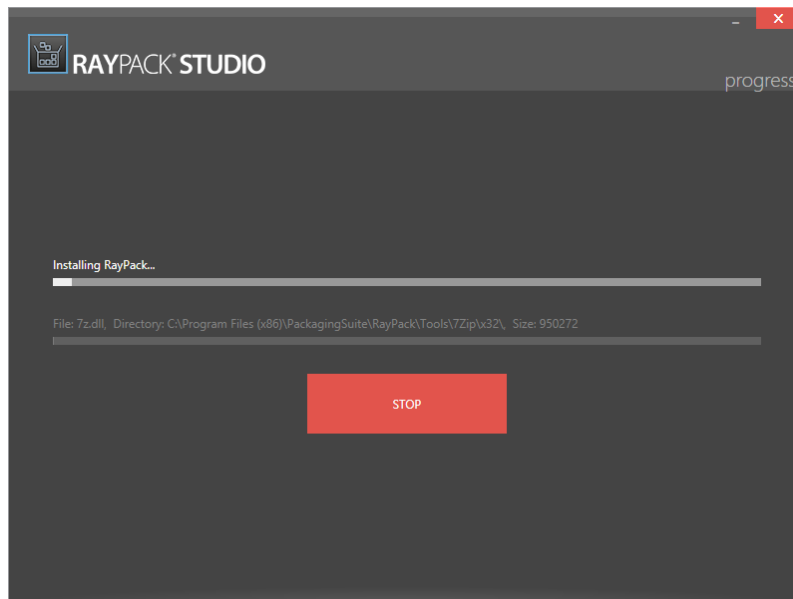 RAYPACK® STUDIO
progress
Installing RayPack...
File: 7z.dll, Directory: C:\Program Files (x86)\PackagingSuite\RayPack\Tools\7Zip\x32\, Size: 950272
STOP